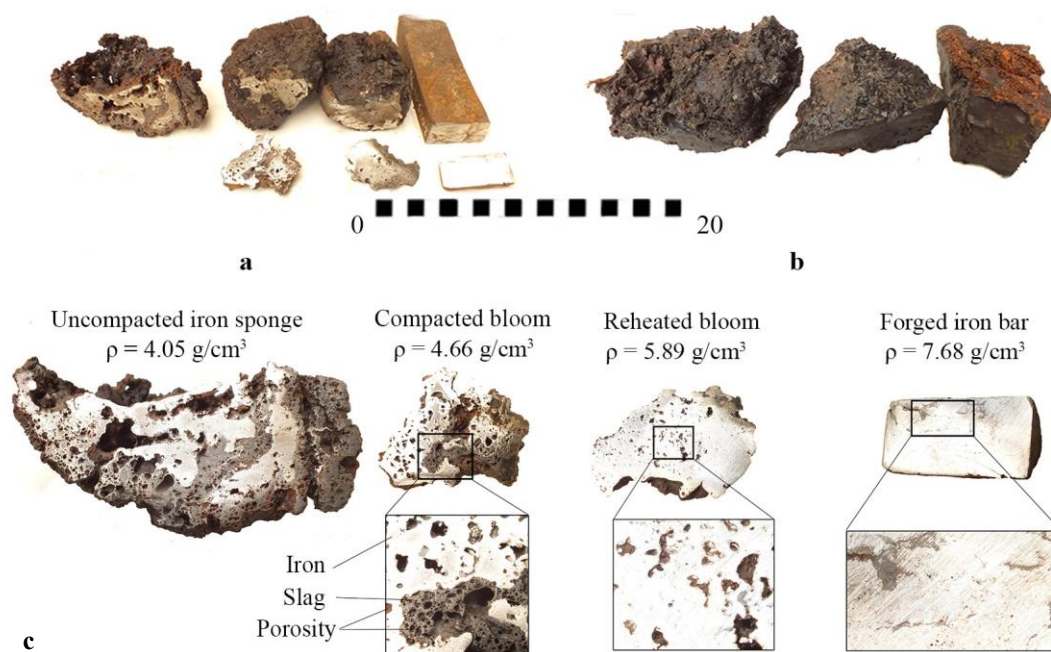 0
20
a
b
Uncompacted iron sponge
ρ = 4.05 g/cm³
Compacted bloom
ρ = 4.66 g/cm³
Reheated bloom
ρ = 5.89 g/cm³
Forged iron bar
ρ = 7.68 g/cm³
Iron
Slag
Porosity
c